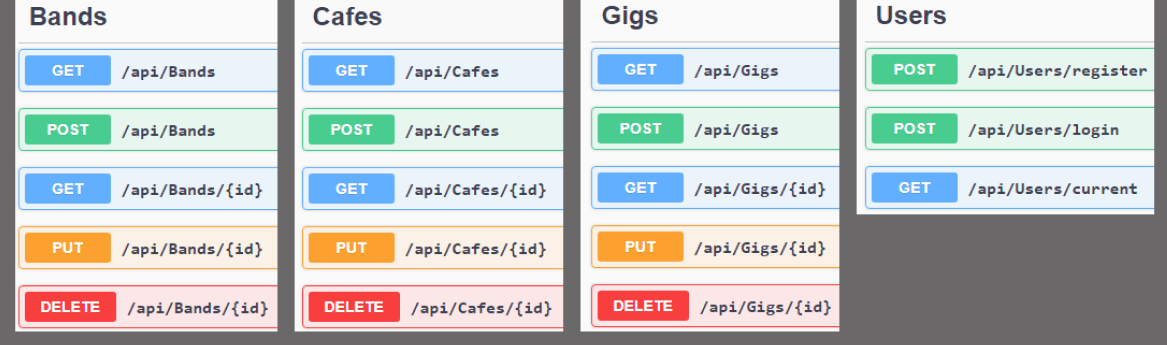 Bands
GET /api/Bands
POST /api/Bands
GET /api/Bands/{id}
PUT /api/Bands/{id}
DELETE /api/Bands/{id}
Cafes
GET /api/Cafes
POST /api/Cafes
GET /api/Cafes/{id}
PUT /api/Cafes/{id}
DELETE /api/Cafes/{id}
Gigs
GET /api/Gigs
POST /api/Gigs
GET /api/Gigs/{id}
PUT /api/Gigs/{id}
DELETE /api/Gigs/{id}
Users
POST /api/Users/register
POST /api/Users/login
GET /api/Users/current